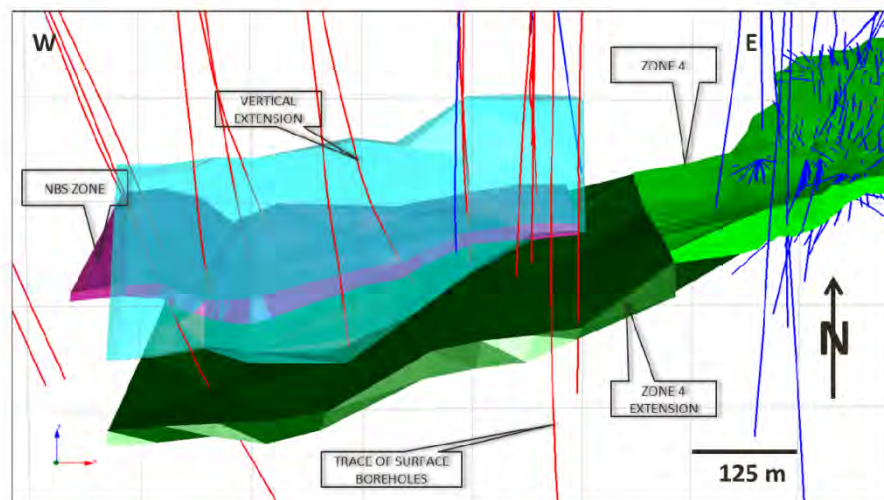 W
E
ZONE 4
VERTICAL
EXTENSION
NBS ZONE
N
ZONE 4
EXTENSION
TRACE OF SURFACE
BOREHOLES
125 m